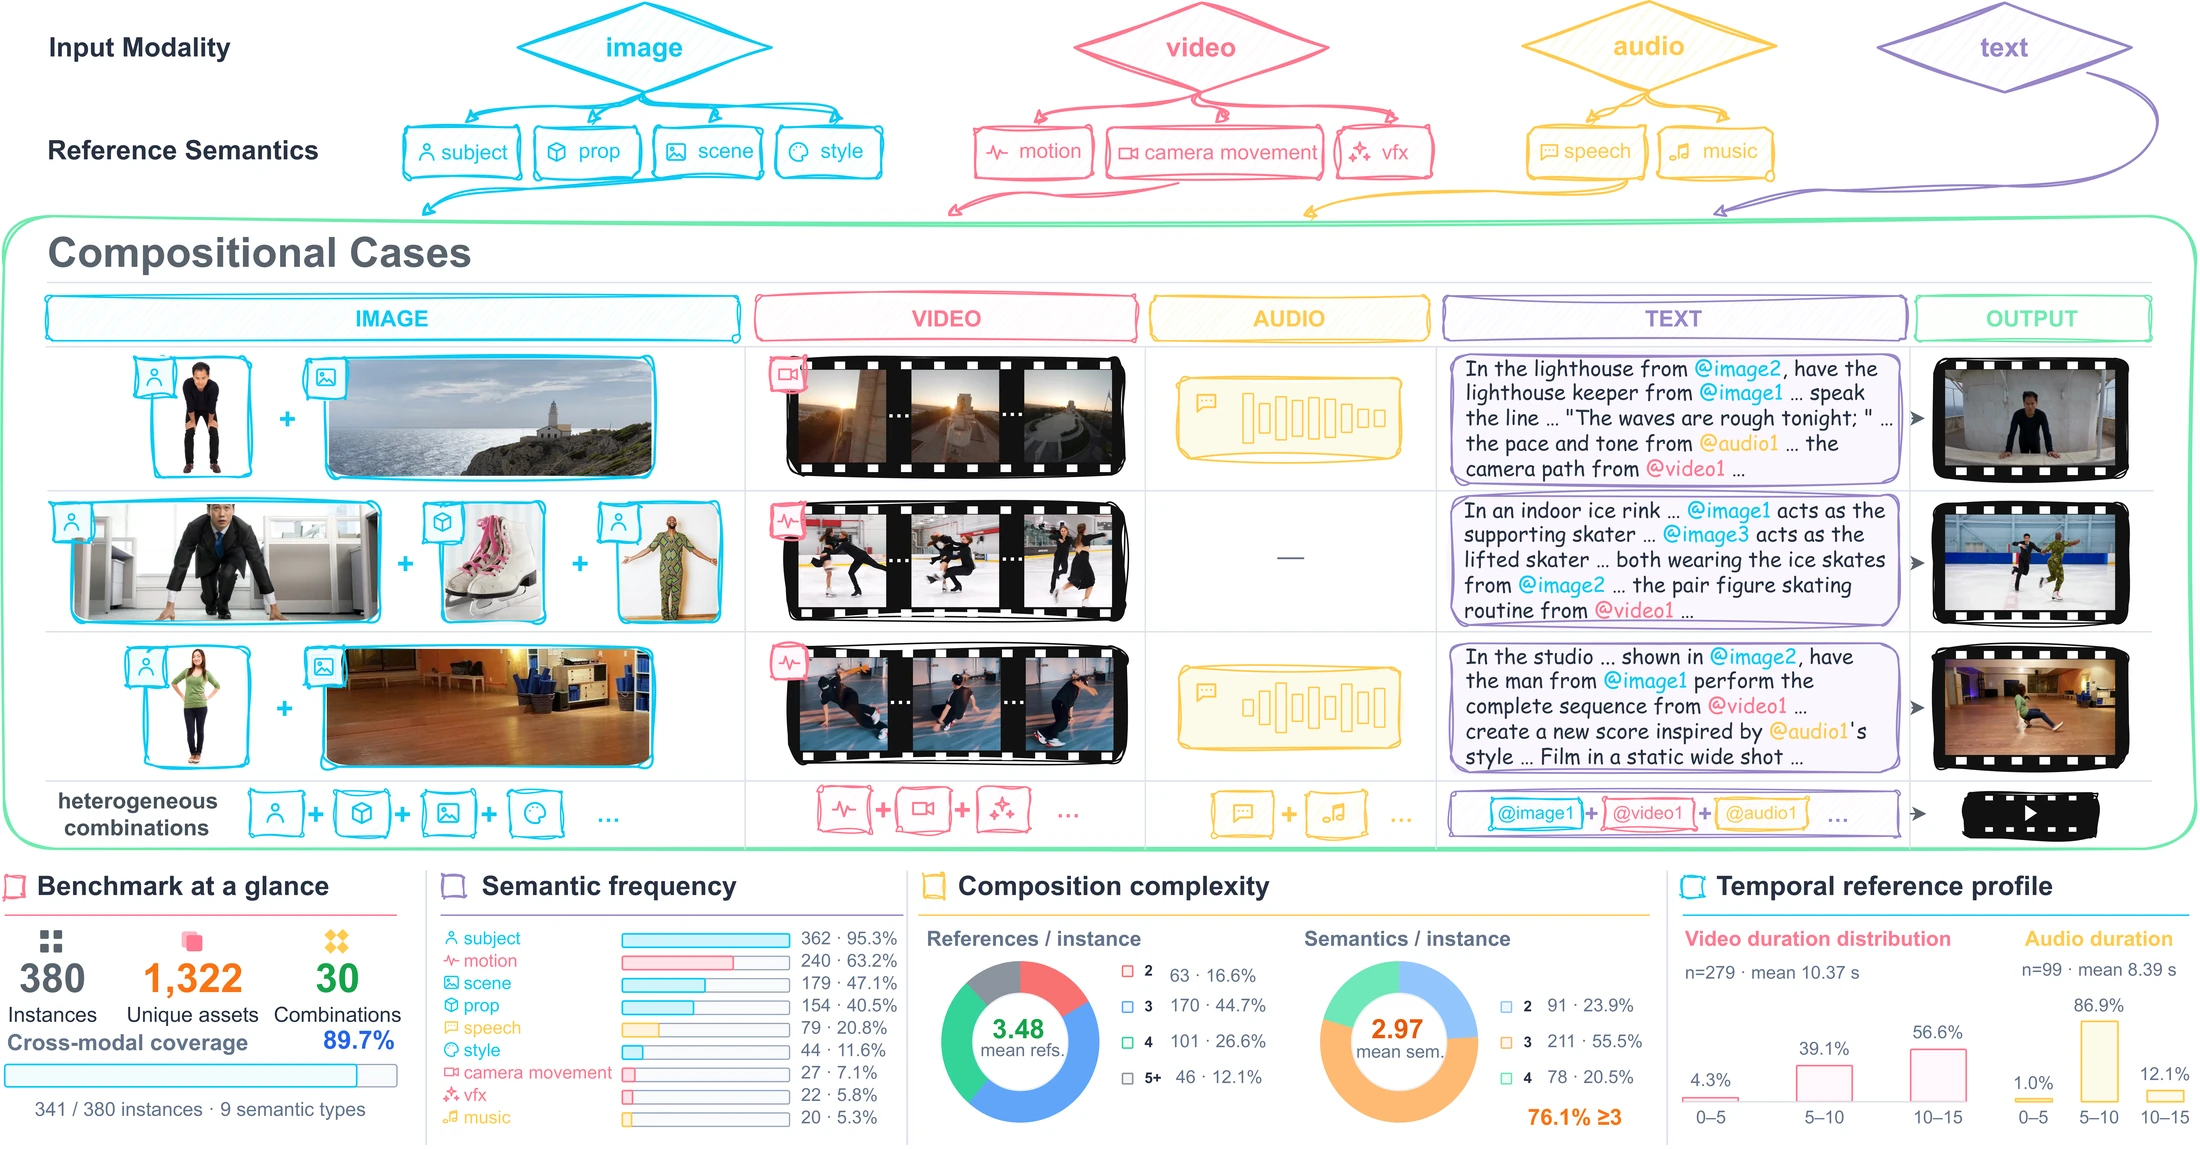 Input Modality
image
video
audio
text
Reference Semantics
subject
prop
scene
style
motion
camera movement
vfx
speech
music
Compositional Cases
IMAGE
VIDEO
AUDIO
TEXT
OUTPUT
+
...
...
In the lighthouse from @image2, have the
lighthouse keeper from @image1 ... speak
the line ... "The waves are rough tonight; " ...
the pace and tone from @audio1 ... the
camera path from @video1 ...
+
+
...
...
—
In an indoor ice rink ... @image1 acts as the
supporting skater ... @image3 acts as the
lifted skater ... both wearing the ice skates
from @image2 ... the pair figure skating
routine from @video1 ...
+
...
...
In the studio ... shown in @image2, have
the man from @image1 perform the
complete sequence from @video1 ...
create a new score inspired by @audio1's
style ... Film in a static wide shot ...
heterogeneous
combinations
+ + + ...
+ + ...
+ ...
@image1 + @video1 + @audio1 ...
Benchmark at a glance
380
Instances
1,322
Unique assets
30
Combinations
Cross-modal coverage 89.7%
341 / 380 instances · 9 semantic types
Semantic frequency
subject 362 · 95.3%
motion 240 · 63.2%
scene 179 · 47.1%
prop 154 · 40.5%
speech 79 · 20.8%
style 44 · 11.6%
camera movement 27 · 7.1%
vfx 22 · 5.8%
music 20 · 5.3%
Composition complexity
References / instance
3.48
mean refs.
2 63 · 16.6%
3 170 · 44.7%
4 101 · 26.6%
5+ 46 · 12.1%
Semantics / instance
2.97
mean sem.
2 91 · 23.9%
3 211 · 55.5%
4 78 · 20.5%
76.1% ≥3
Temporal reference profile
Video duration distribution
n=279 · mean 10.37 s
4.3%
39.1%
56.6%
0–5
5–10
10–15
Audio duration
n=99 · mean 8.39 s
1.0%
86.9%
12.1%
0–5
5–10
10–15